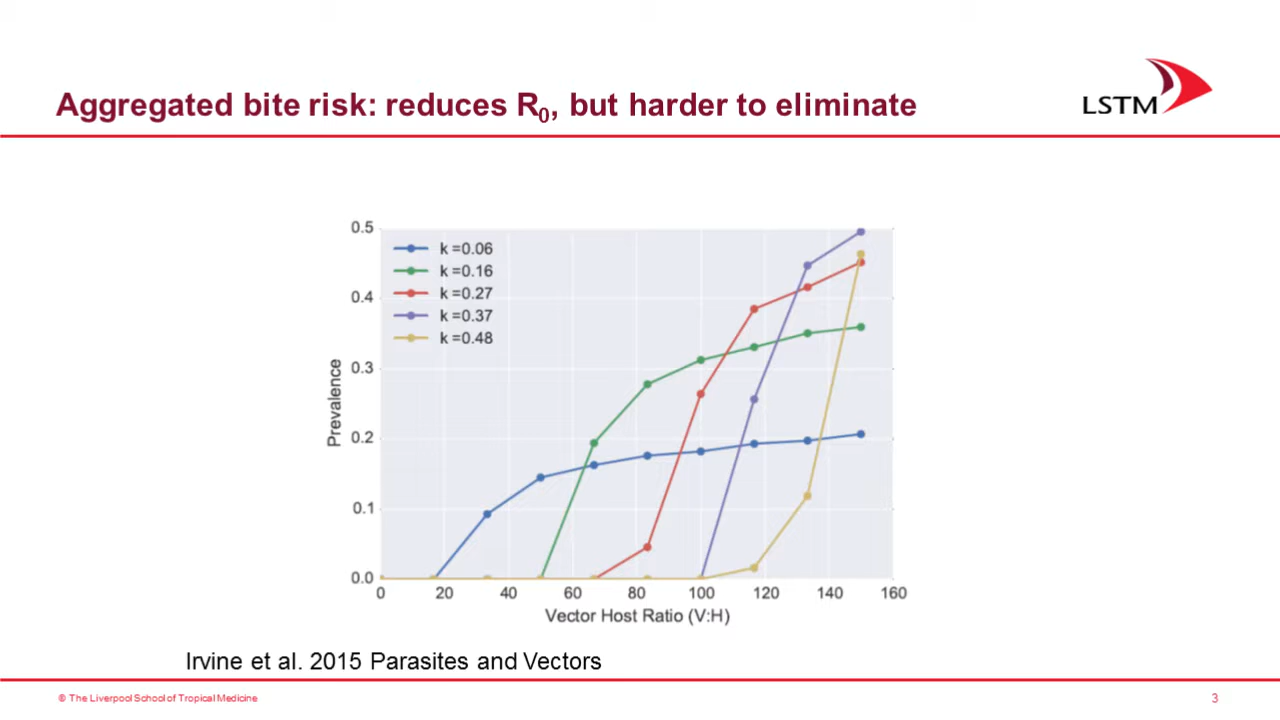 Aggregated bite risk: reduces R0, but harder to eliminate
LSTM
0.5
0.4
0.3
0.2
0.1
0.0
Prevalence
k =0.06
k =0.16
k =0.27
k =0.37
k =0.48
0 20 40 60 80 100 120 140 160
Vector Host Ratio (V:H)
Irvine et al. 2015 Parasites and Vectors
© The Liverpool School of Tropical Medicine
3